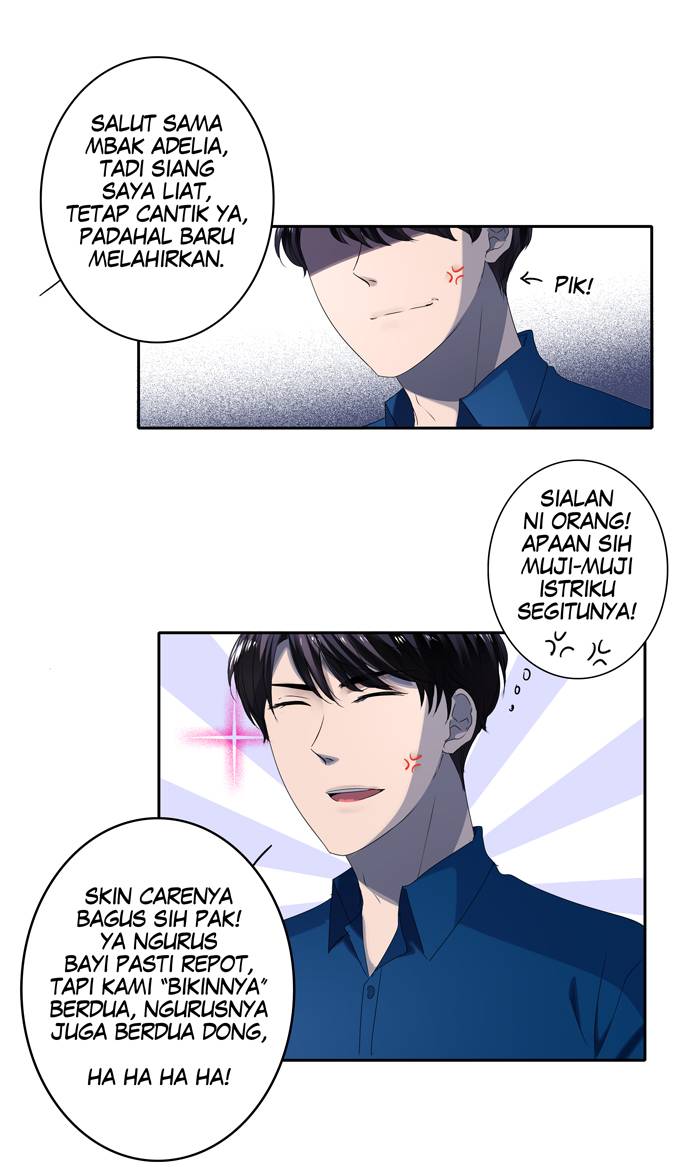 SALUT SAMA
MBAK ADELIA,
TADI SIANG
SAYA LIAT,
TETAP CANTIK YA,
PADAHAL BARU
MELAHIRKAN.
← PIK!
SIALAN
NI ORANG!
APAAN SIH
MUJI-MUJI
ISTRIKU
SEGITUNYA!
SKIN CARENYA
BAGUS SIH PAK!
YA NGURUS
BAYI PASTI REPOT,
TAPI KAMI “BIKINNYA”
BERDUA, NGURUSNYA
JUGA BERDUA DONG,
HA HA HA HA!